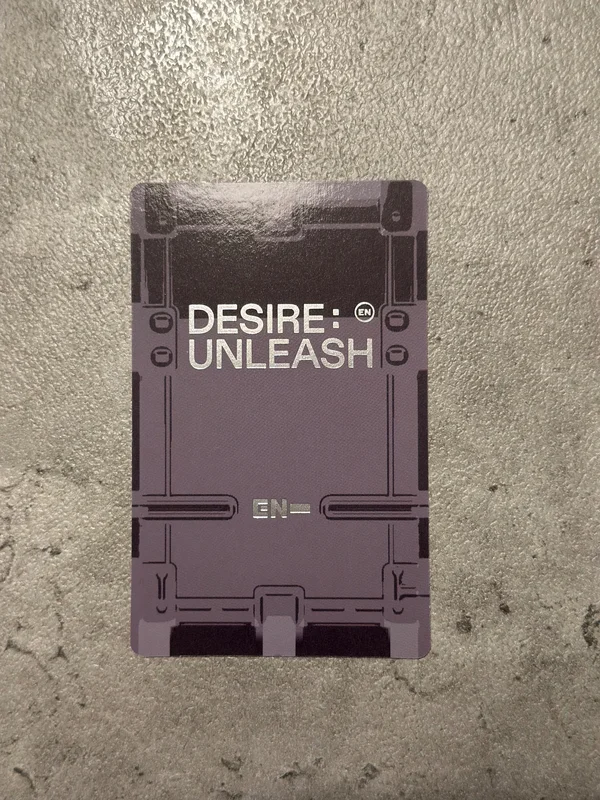 DESIRE : EN
UNLEASH
EN-